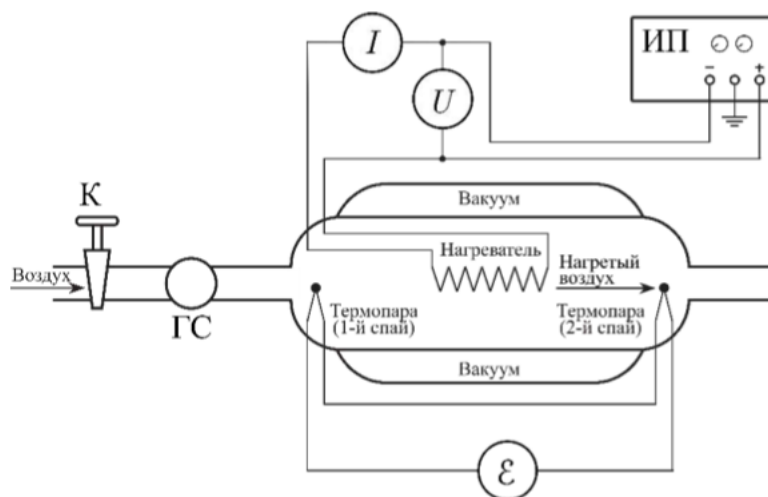 I
ИП
- +
U
К
Вакуум
Нагреватель
Воздух
Нагретый
воздух
ГС
Термопара
(1-й спай)
Термопара
(2-й спай)
Вакуум
ℰ